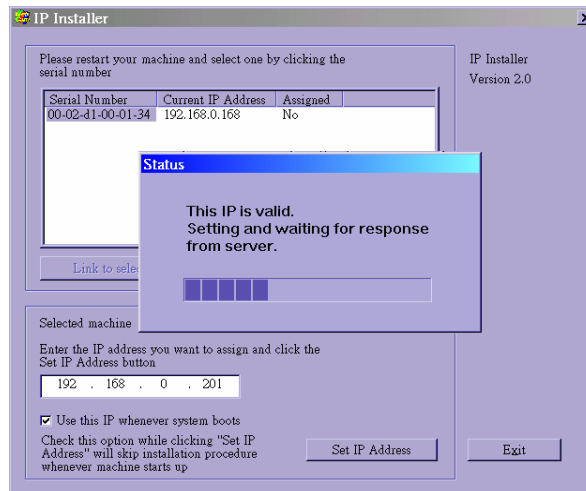 IP Installer
Please restart your machine and select one by clicking the
serial number
IP Installer
Version 2.0
Serial Number Current IP Address Assigned
00-02-d1-00-01-34 192.168.0.168 No
Status
This IP is valid.
Setting and waiting for response
from server.
Link to
Selected machine
Enter the IP address you want to assign and click the
Set IP Address button
192 . 168 . 0 . 201
Use this IP whenever system boots
Check this option while clicking "Set IP
Address" will skip installation procedure
whenever machine starts up
Set IP Address
Exit